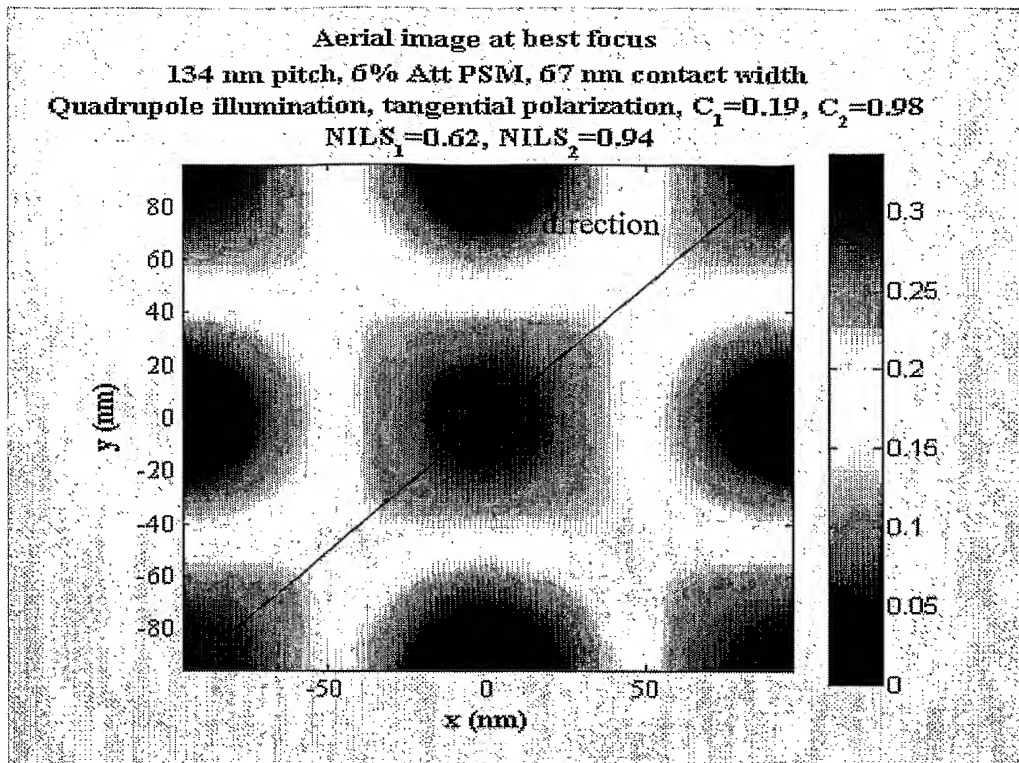 Aerial image at best focus
134 nm pitch, 6% Att PSM, 67 nm contact width
Quadrupole illumination, tangential polarization, C₁=0.19, C₂=0.98
NILS₁=0.62, NILS₂=0.94
direction
y (nm)
80
60
40
20
0
-20
-40
-60
-80
-50
0
50
x (nm)
0.3
0.25
0.2
0.15
0.1
0.05
0